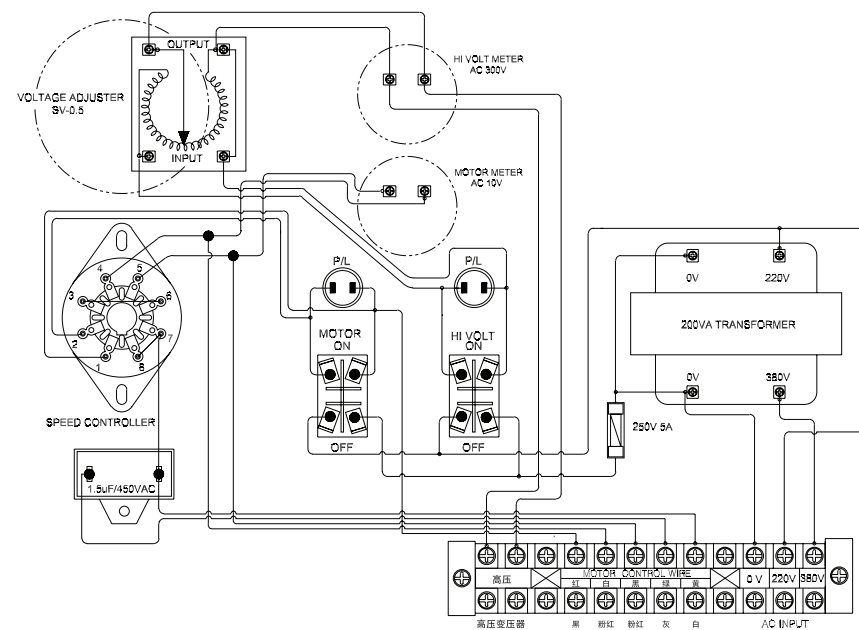 OUTPUT
VOLTAGE ADJUSTER
SV-0.5
INPUT
HI VOLT METER
AC 300V
MOTOR METER
AC 10V
4
5
3
6
2
7
1
8
SPEED CONTROLLER
1.5uF/450VAC
P/L
MOTOR
ON
OFF
P/L
HI VOLT
ON
OFF
0V
220V
200VA TRANSFORMER
0V
380V
250V 5A
MOTOR CONTROL WIRE
高压
红
白
黑
绿
黄
0 V
220V
380V
高压变压器
黑
粉红
粉红
灰
白
AC INPUT